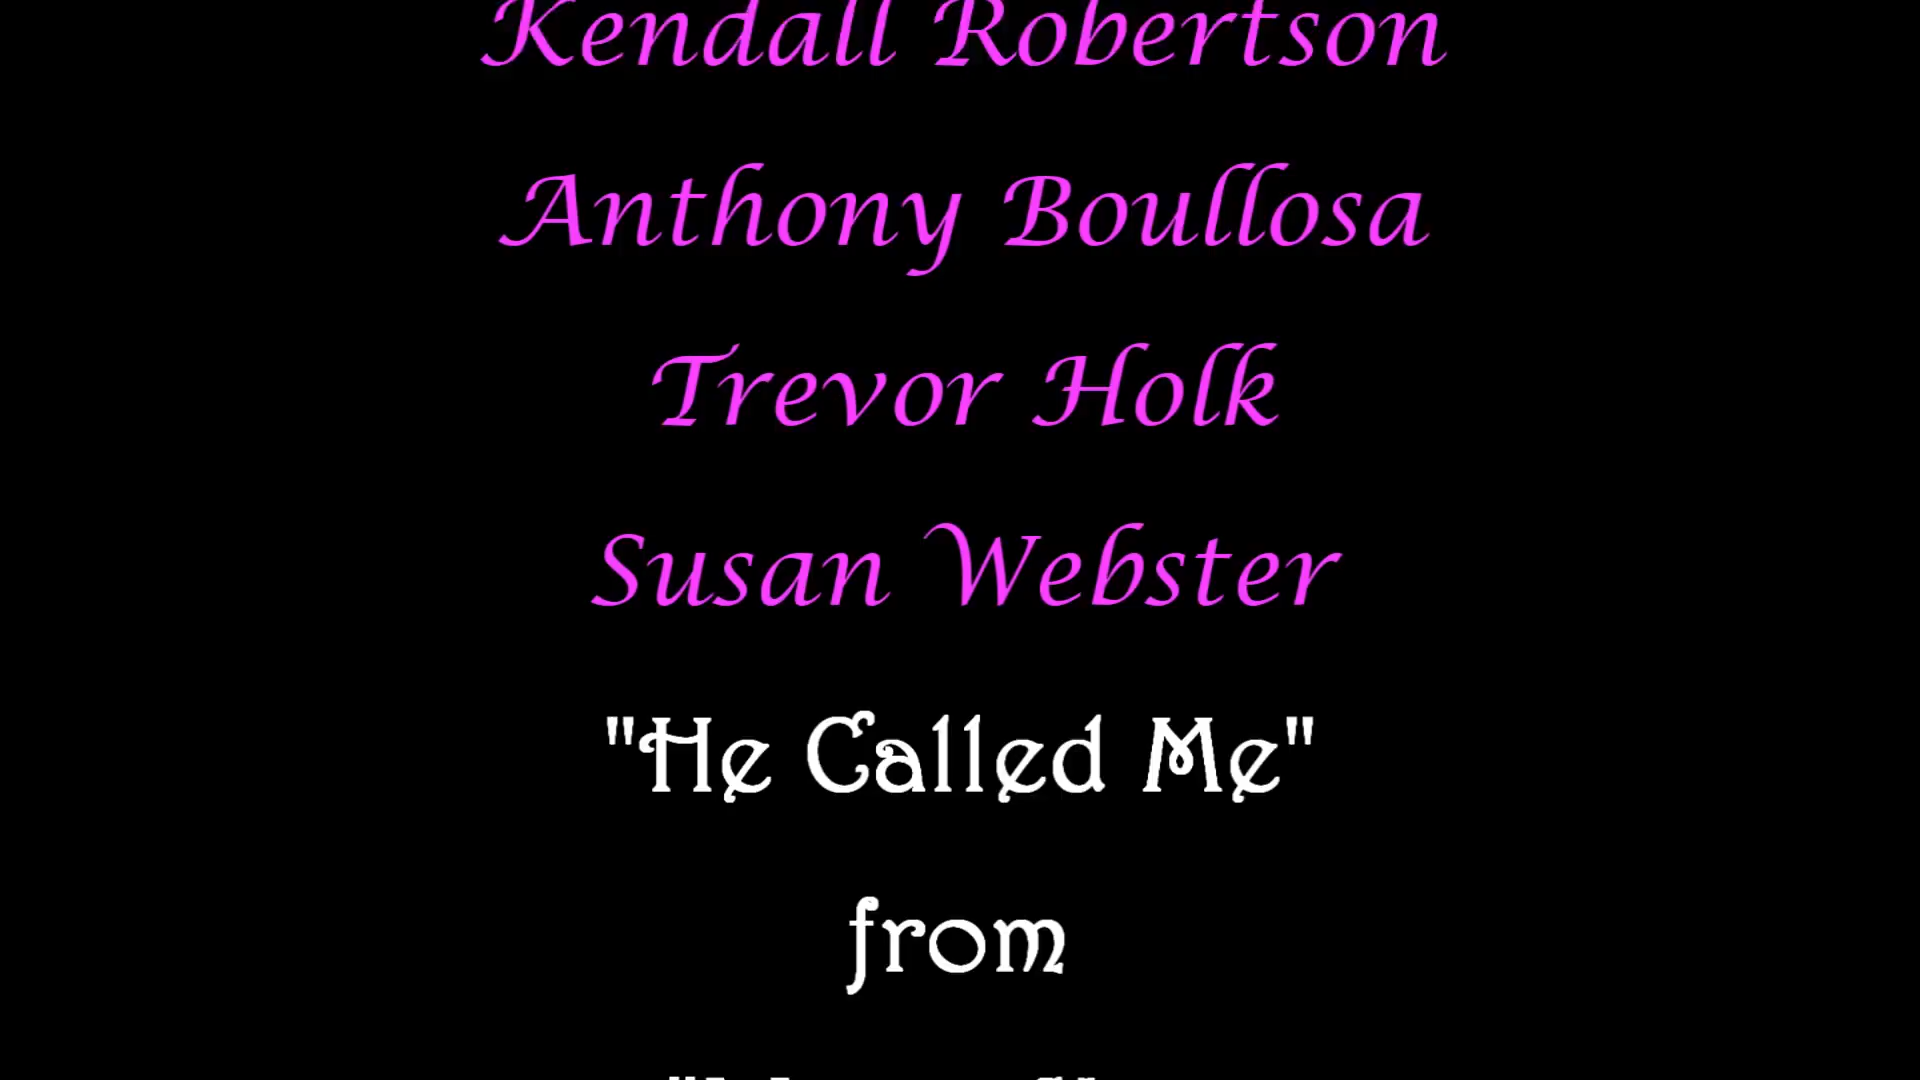 Kendall Robertson
Anthony Boullosa
Trevor Holk
Susan Webster
"He Called Me"
from